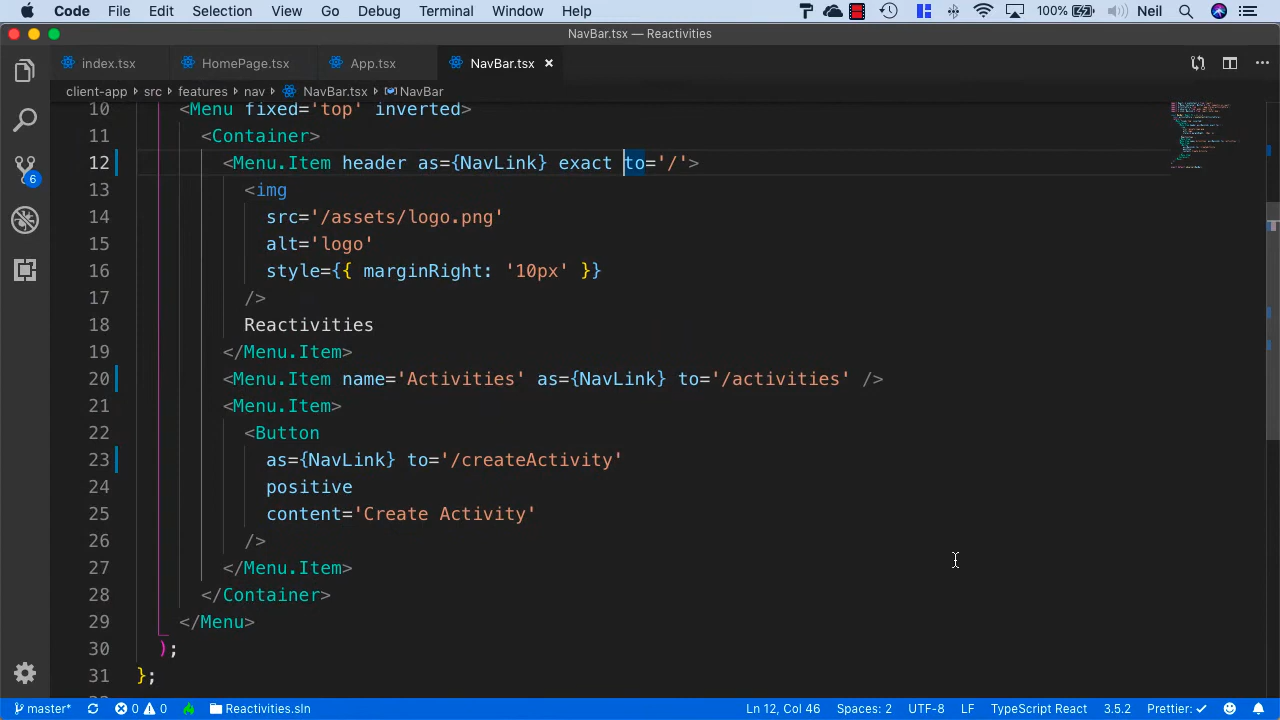 Code File Edit Selection View Go Debug Terminal Window Help 100% Neil
NavBar.tsx — Reactivities
index.tsx HomePage.tsx App.tsx NavBar.tsx
client-app › src › features › nav › NavBar.tsx › NavBar
10 <Menu fixed='top' inverted>
11 <Container>
12 <Menu.Item header as={NavLink} exact to='/'>
13 <img
14 src='/assets/logo.png'
15 alt='logo'
16 style={{ marginRight: '10px' }}
17 />
18 Reactivities
19 </Menu.Item>
20 <Menu.Item name='Activities' as={NavLink} to='/activities' />
21 <Menu.Item>
22 <Button
23 as={NavLink} to='/createActivity'
24 positive
25 content='Create Activity'
26 />
27 </Menu.Item>
28 </Container>
29 </Menu>
30 );
31 };
6
master* 0 0 Reactivities.sln Ln 12, Col 46 Spaces: 2 UTF-8 LF TypeScript React 3.5.2 Prettier: ✓